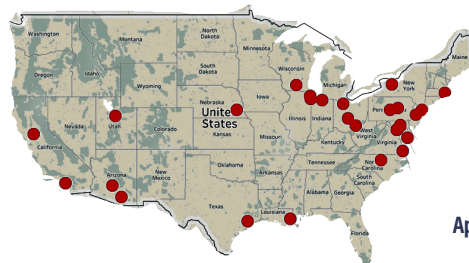 Washington
Montana
North
Dakota
Minnesota
Maine
Oregon
Idaho
South
Dakota
Wisconsin
Michigan
New
York
Wyoming
Nebraska
Iowa
Penn
Nevada
Utah
Colorado
United
States
Kansas
Illinois
Indiana
West
Virginia
Virginia
California
Missouri
Kentucky
Arizona
New
Mexico
Oklahoma
Arkansas
Tennessee
North
Carolina
South
Carolina
Texas
Louisiana
Alabama
Georgia
Florida
Ap